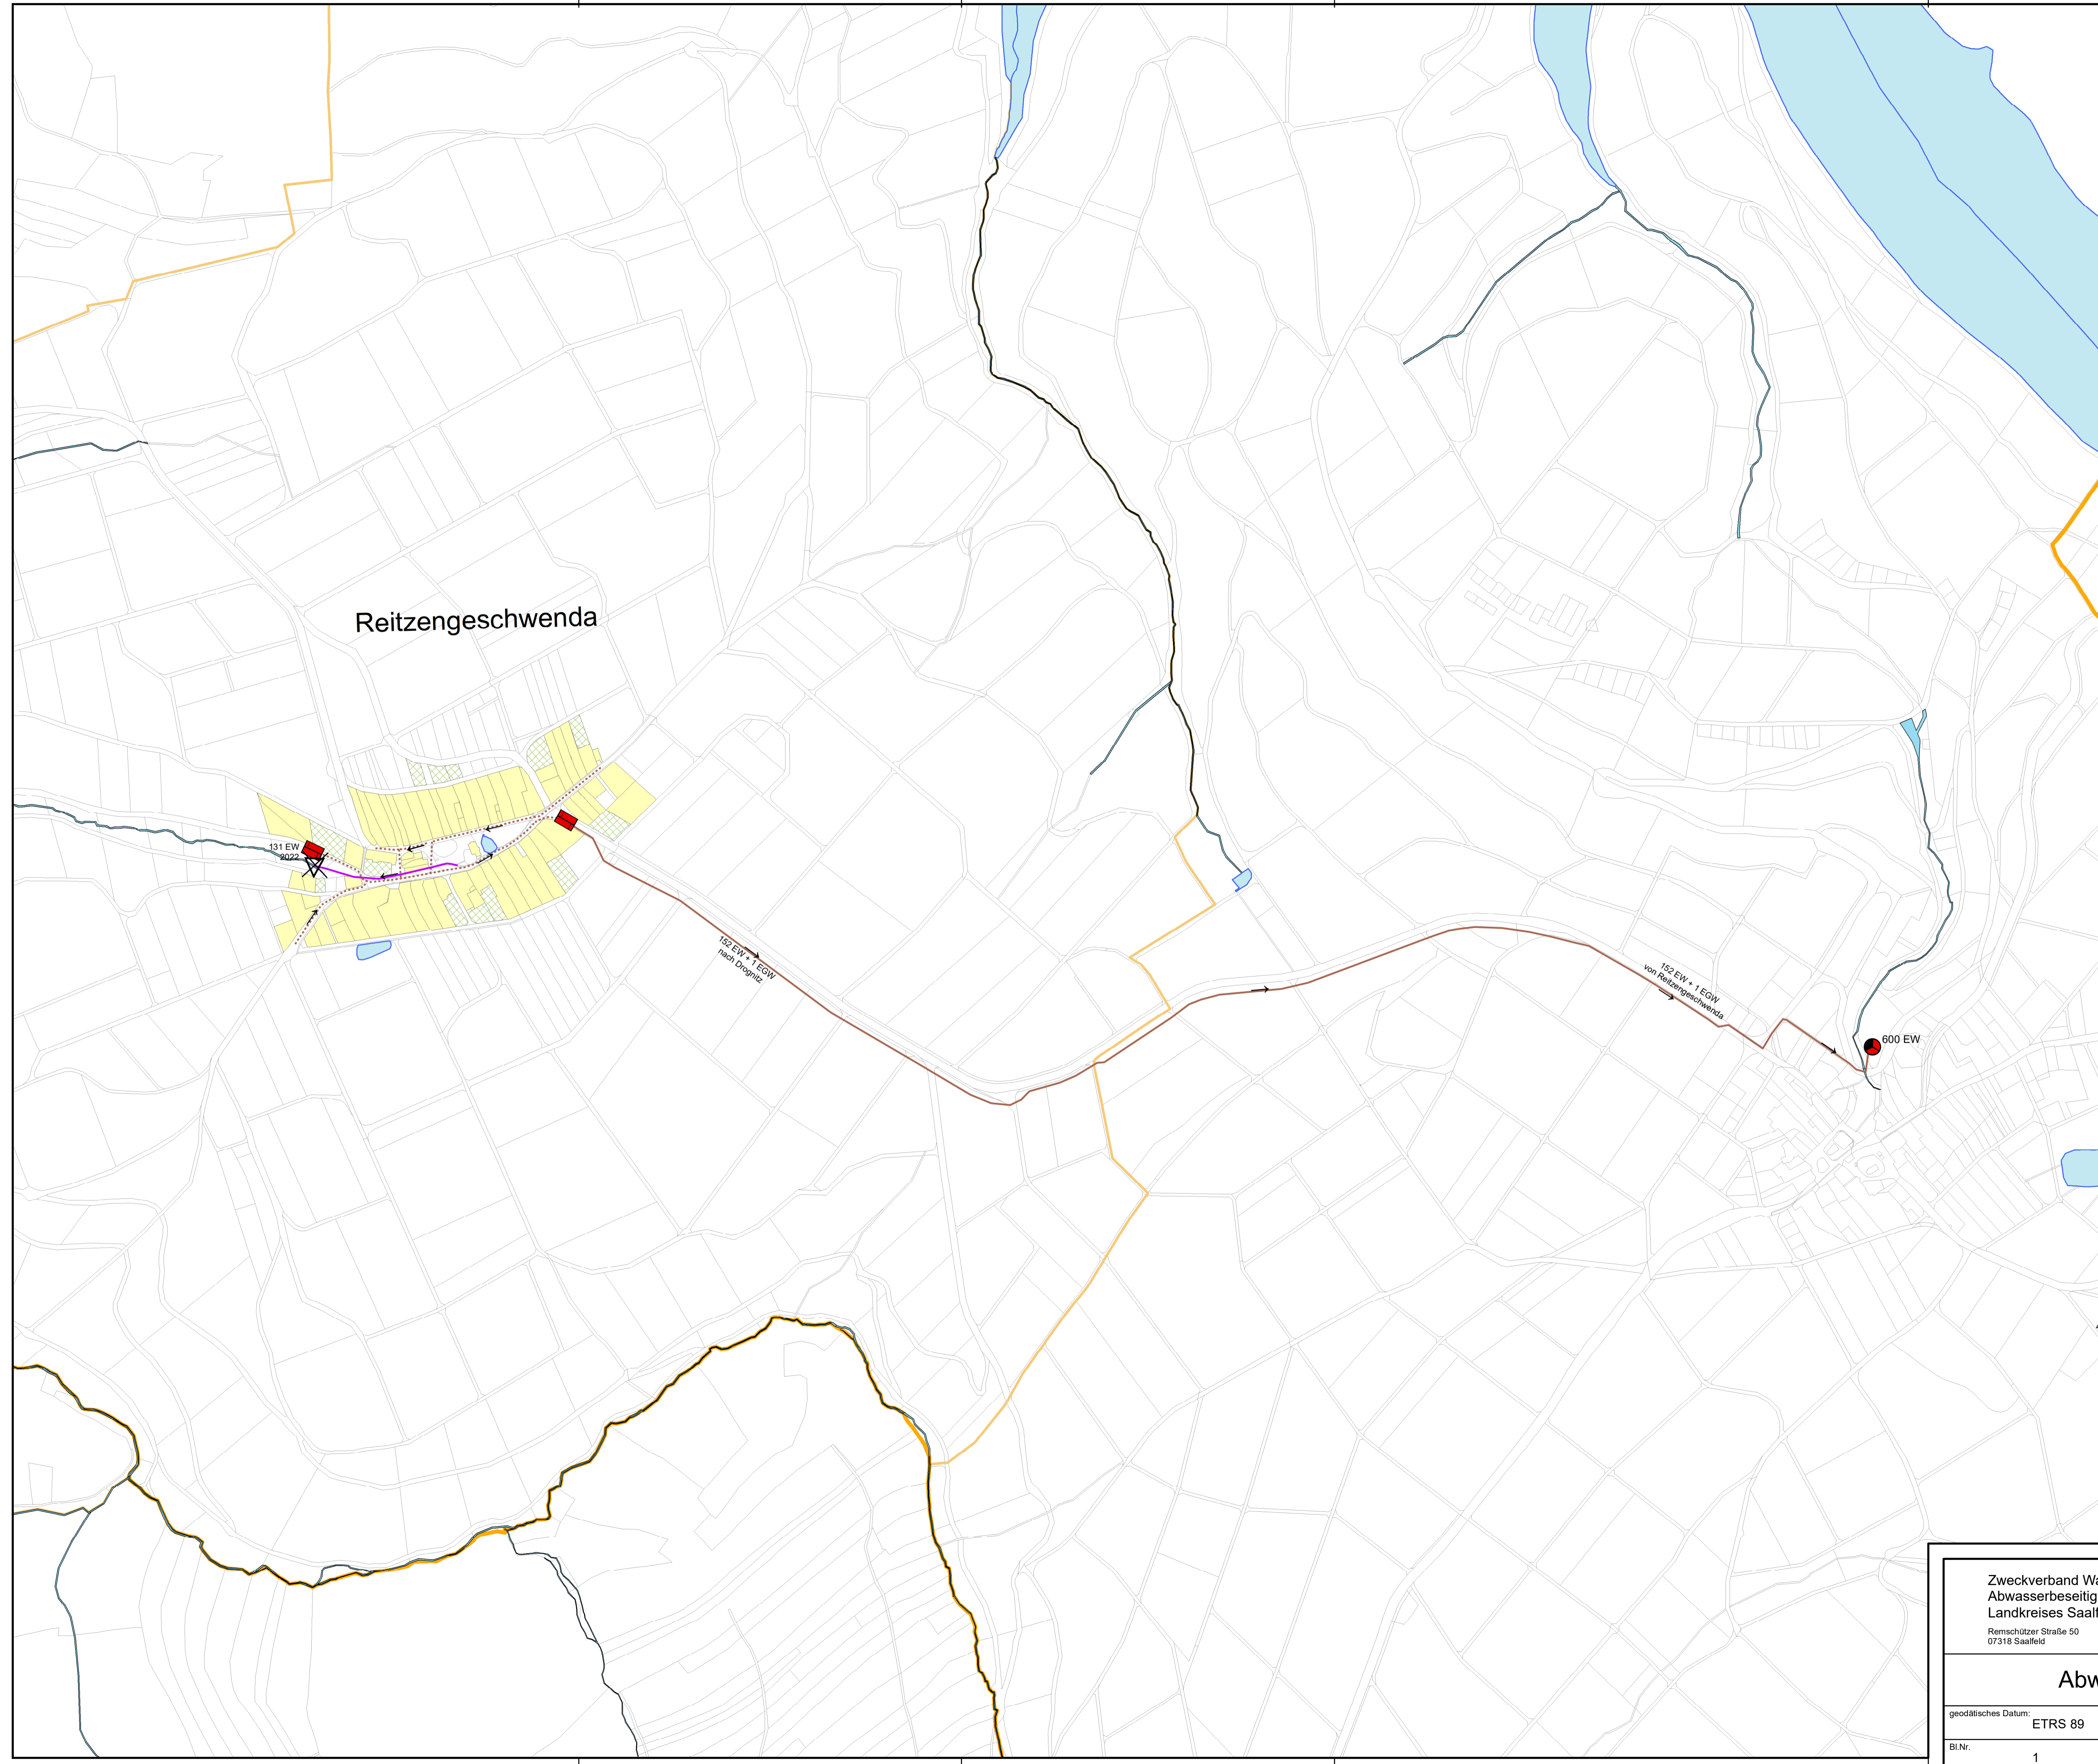 Reitzengeschwenda
131 EW
2022
152 EW + 1 EGW
nach Drognitz
152 EW + 1 EGW
von Reitzengeschwenda
600 EW
Zweckverband Wa
Abwasserbeseitig
Landkreises Saalf
Remschützer Straße 50
07318 Saalfeld
Abw
geodätisches Datum:
ETRS 89
Bl.Nr.
1